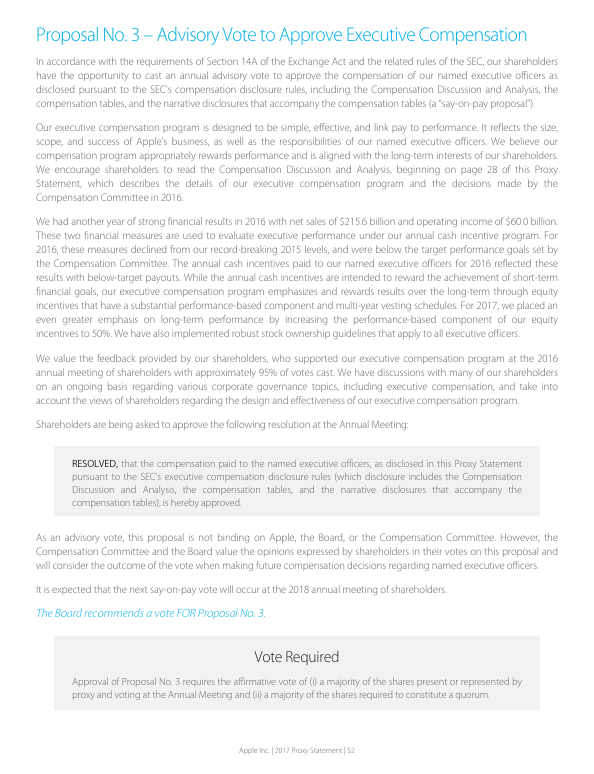 Proposal No. 3 – Advisory Vote to Approve Executive Compensation
In accordance with the requirements of Section 14A of the Exchange Act and the related rules of the SEC, our shareholders
have the opportunity to cast an annual advisory vote to approve the compensation of our named executive officers as
disclosed pursuant to the SEC's compensation disclosure rules, including the Compensation Discussion and Analysis, the
compensation tables, and the narrative disclosures that accompany the compensation tables (a "say-on-pay proposal").
Our executive compensation program is designed to be simple, effective, and link pay to performance. It reflects the size,
scope, and success of Apple's business, as well as the responsibilities of our named executive officers. We believe our
compensation program appropriately rewards performance and is aligned with the long-term interests of our shareholders.
We encourage shareholders to read the Compensation Discussion and Analysis, beginning on page 28 of this Proxy
Statement, which describes the details of our executive compensation program and the decisions made by the
Compensation Committee in 2016.
We had another year of strong financial results in 2016 with net sales of $215.6 billion and operating income of $60.0 billion.
These two financial measures are used to evaluate executive performance under our annual cash incentive program. For
2016, these measures declined from our record-breaking 2015 levels, and were below the target performance goals set by
the Compensation Committee. The annual cash incentives paid to our named executive officers for 2016 reflected these
results with below-target payouts. While the annual cash incentives are intended to reward the achievement of short-term
financial goals, our executive compensation program emphasizes and rewards results over the long-term through equity
incentives that have a substantial performance-based component and multi-year vesting schedules. For 2017, we placed an
even greater emphasis on long-term performance by increasing the performance-based component of our equity
incentives to 50%. We have also implemented robust stock ownership guidelines that apply to all executive officers.
We value the feedback provided by our shareholders, who supported our executive compensation program at the 2016
annual meeting of shareholders with approximately 95% of votes cast. We have discussions with many of our shareholders
on an ongoing basis regarding various corporate governance topics, including executive compensation, and take into
account the views of shareholders regarding the design and effectiveness of our executive compensation program.
Shareholders are being asked to approve the following resolution at the Annual Meeting:
RESOLVED, that the compensation paid to the named executive officers, as disclosed in this Proxy Statement
pursuant to the SEC's executive compensation disclosure rules (which disclosure includes the Compensation
Discussion and Analysis, the compensation tables, and the narrative disclosures that accompany the
compensation tables), is hereby approved.
As an advisory vote, this proposal is not binding on Apple, the Board, or the Compensation Committee. However, the
Compensation Committee and the Board value the opinions expressed by shareholders in their votes on this proposal and
will consider the outcome of the vote when making future compensation decisions regarding named executive officers.
It is expected that the next say-on-pay vote will occur at the 2018 annual meeting of shareholders.
The Board recommends a vote FOR Proposal No. 3.
Vote Required
Approval of Proposal No. 3 requires the affirmative vote of (i) a majority of the shares present or represented by
proxy and voting at the Annual Meeting and (ii) a majority of the shares required to constitute a quorum.
Apple Inc. | 2017 Proxy Statement | 52